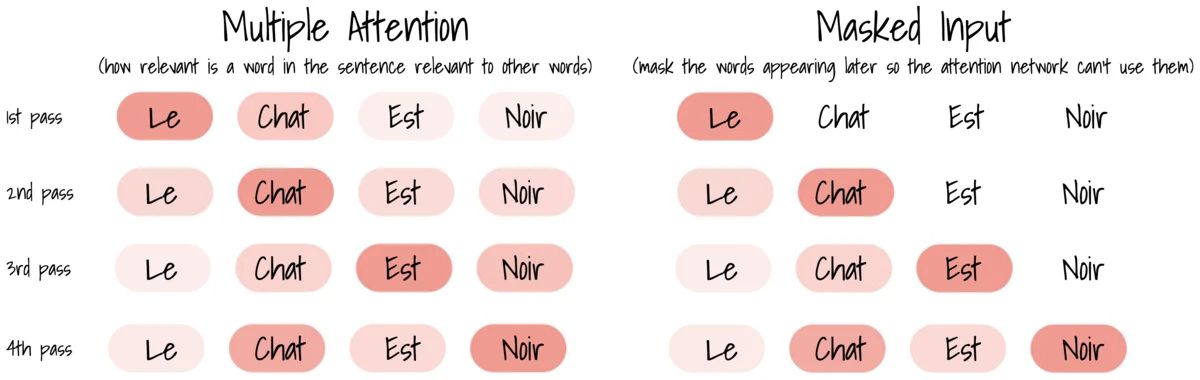 Multiple Attention
(how relevant is a word in the sentence relevant to other words)
1st pass Le Chat Est Noir
2nd pass Le Chat Est Noir
3rd pass Le Chat Est Noir
4th pass Le Chat Est Noir
Masked Input
(mask the words appearing later so the attention network can't use them)
Le Chat Est Noir
Le Chat Est Noir
Le Chat Est Noir
Le Chat Est Noir